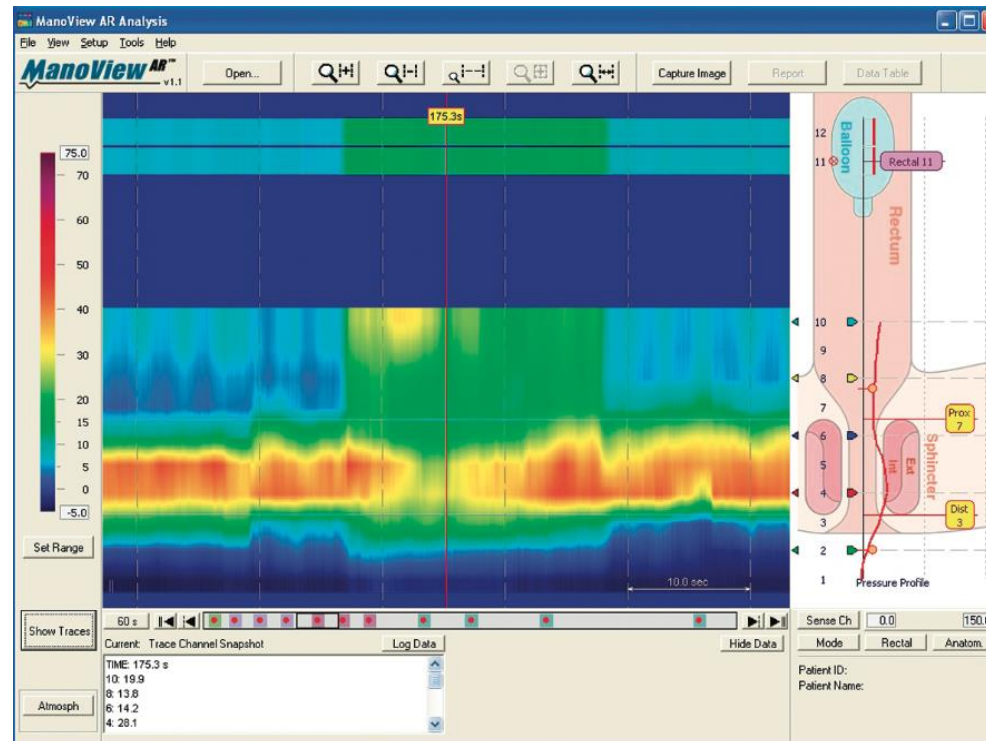 ManoView AR Analysis
File View Setup Tools Help
ManoView AR™ v1.1
Open...
Capture Image
Report
Data Table
175.3s
75.0
70
60
50
40
30
20
15
10
5
0
-5.0
Set Range
10.0 sec
12
11
Balloon
Rectal 11
Rectum
10
9
8
7
Prox
7
6
5
4
Int
Ext
Sphincter
Dist
3
3
2
1
Pressure Profile
Show Traces
60 s
Sense Ch 0.0
Current: Trace Channel Snapshot
Log Data
Hide Data
Mode Rectal Anatom.
TIME: 175.3 s
10: 19.9
8: 13.8
6: 14.2
4: 28.1
Patient ID:
Patient Name:
Atmosph